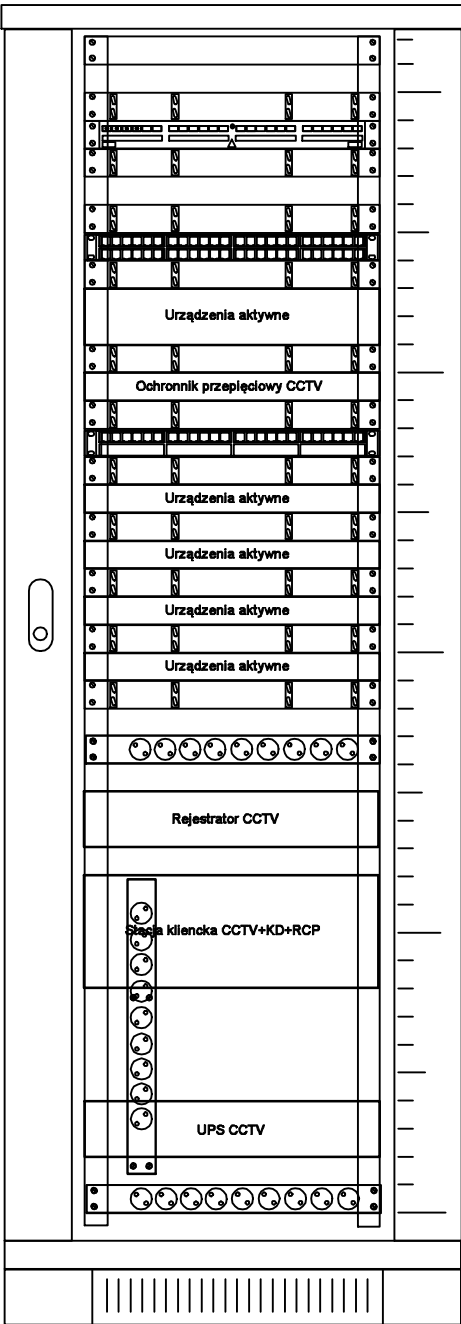 Urządzenia aktywne
Ochronnik przepięciowy CCTV
Urządzenia aktywne
Urządzenia aktywne
Urządzenia aktywne
Urządzenia aktywne
Rejestrator CCTV
Stacja kliencka CCTV+KD+RCP
UPS CCTV